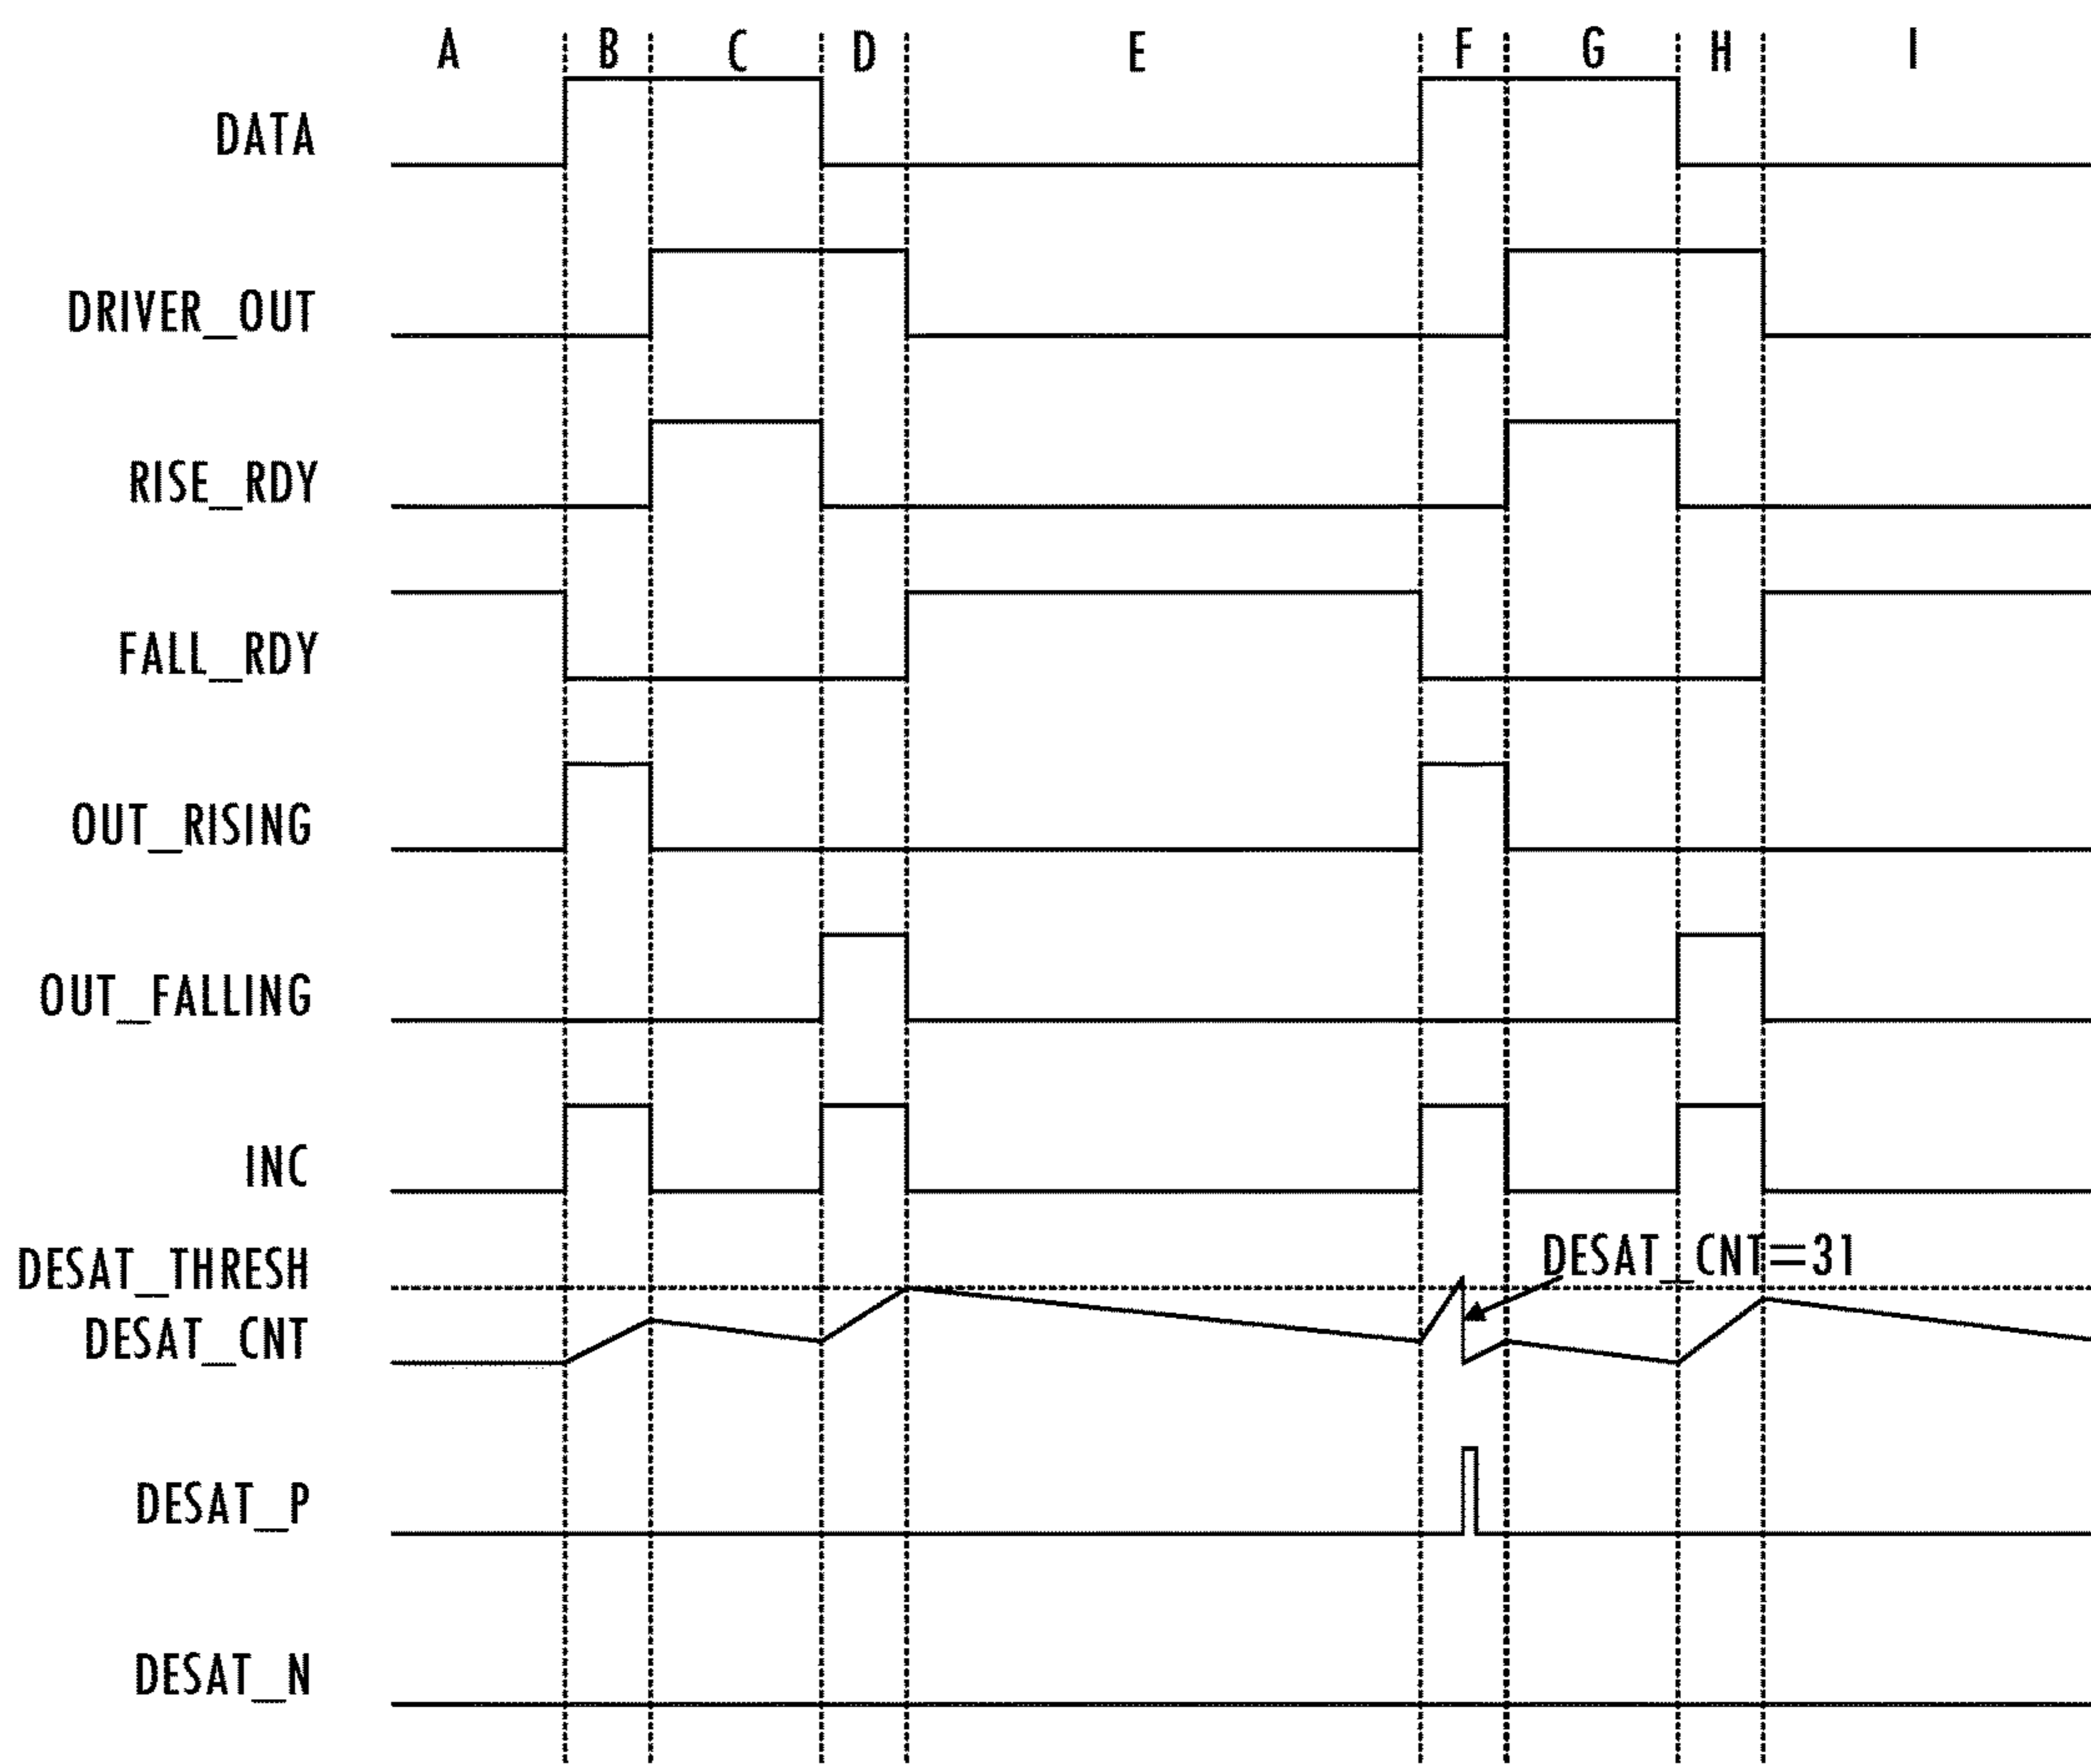 A B C D E F G H I
DATA
DRIVER_OUT
RISE_RDY
FALL_RDY
OUT_RISING
OUT_FALLING
INC
DESAT_THRESH
DESAT_CNT=31
DESAT_CNT
DESAT_P
DESAT_N